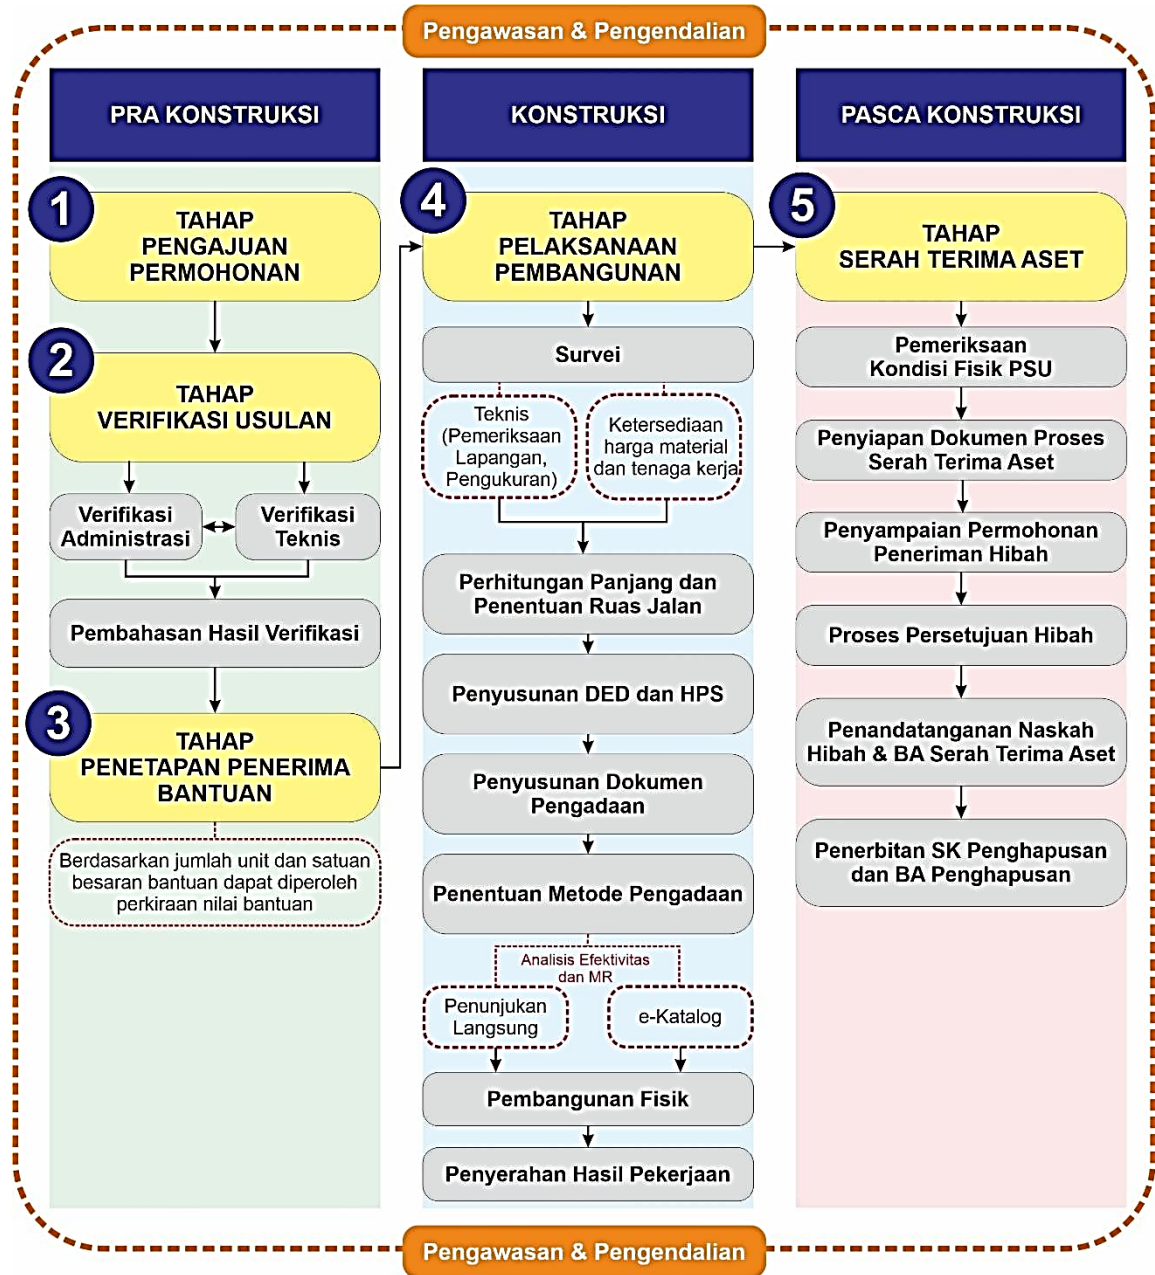 Pengawasan & Pengendalian
PRA KONSTRUKSI
1
TAHAP
PENGAJUAN
PERMOHONAN
2
TAHAP
VERIFIKASI USULAN
Verifikasi
Administrasi
Verifikasi
Teknis
Pembahasan Hasil Verifikasi
3
TAHAP
PENETAPAN PENERIMA
BANTUAN
Berdasarkan jumlah unit dan satuan
besaran bantuan dapat diperoleh
perkiraan nilai bantuan
KONSTRUKSI
4
TAHAP
PELAKSANAAN
PEMBANGUNAN
Survei
Teknis
(Pemeriksaan
Lapangan,
Pengukuran)
Ketersediaan
harga material
dan tenaga kerja
Perhitungan Panjang dan
Penentuan Ruas Jalan
Penyusunan DED dan HPS
Penyusunan Dokumen
Pengadaan
Penentuan Metode Pengadaan
Analisis Efektivitas
dan MR
Penunjukan
Langsung
e-Katalog
Pembangunan Fisik
Penyerahan Hasil Pekerjaan
PASCA KONSTRUKSI
5
TAHAP
SERAH TERIMA ASET
Pemeriksaan
Kondisi Fisik PSU
Penyiapan Dokumen Proses
Serah Terima Aset
Penyampaian Permohonan
Peneriman Hibah
Proses Persetujuan Hibah
Penandatanganan Naskah
Hibah & BA Serah Terima Aset
Penerbitan SK Penghapusan
dan BA Penghapusan
Pengawasan & Pengendalian